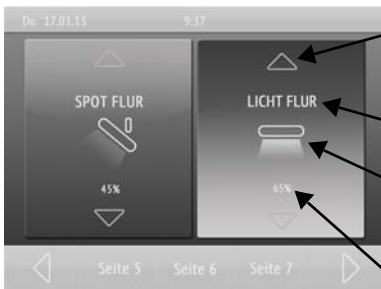 Do. 17.01.15 9:37
SPOT FLUR
LICHT FLUR
45%
65%
Seite 5 Seite 6 Seite 7